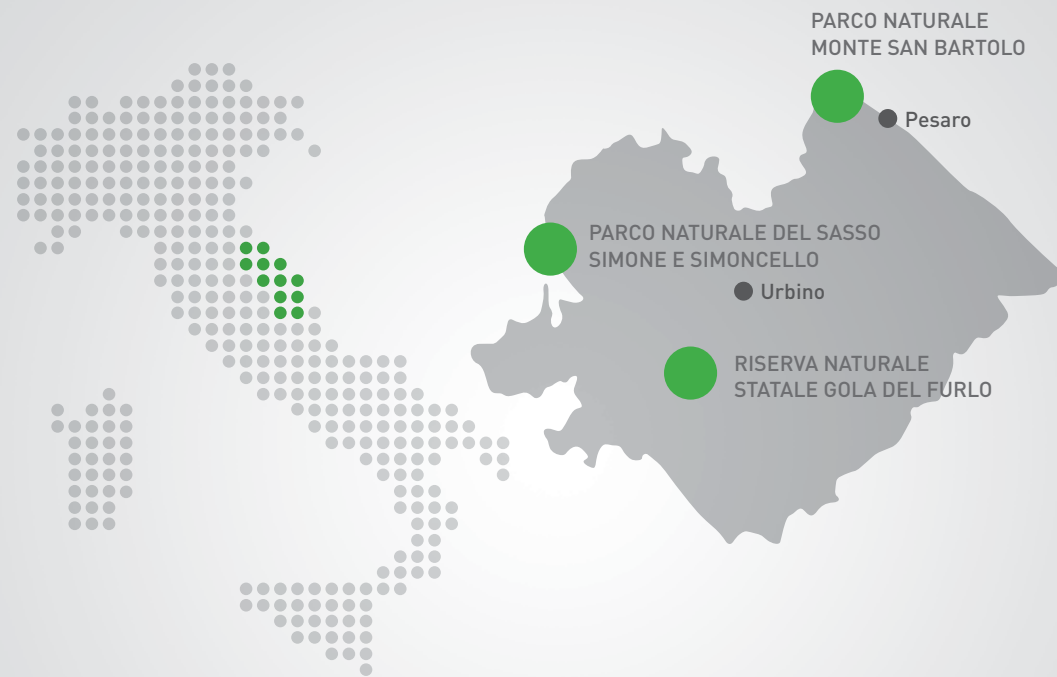 PARCO NATURALE
MONTE SAN BARTOLO
Pesaro
PARCO NATURALE DEL SASSO
SIMONE E SIMONCELLO
Urbino
RISERVA NATURALE
STATALE GOLA DEL FURLO